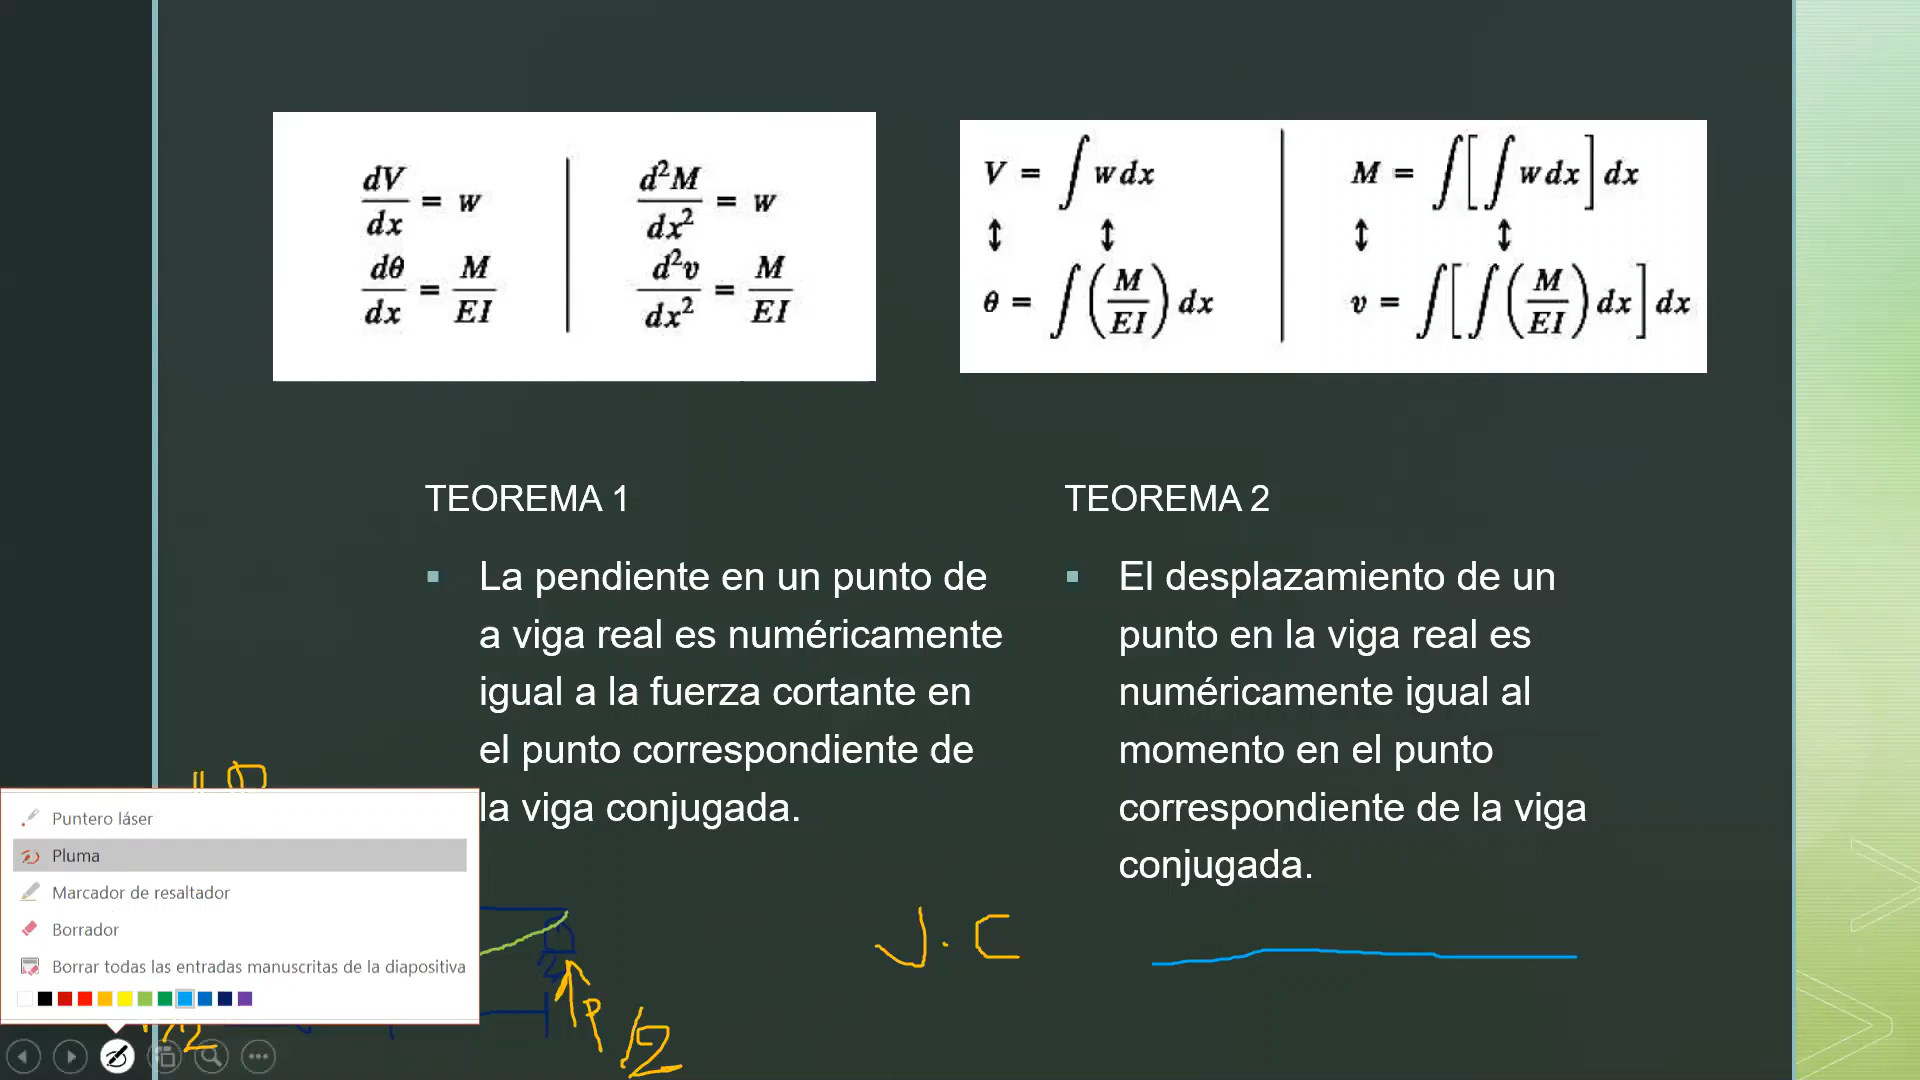 dV/dx = w | d²M/dx² = w
dθ/dx = M/EI | d²v/dx² = M/EI
V = ∫ w dx | M = ∫[∫ w dx] dx
↕ ↕ | ↕ ↕
θ = ∫(M/EI) dx | v = ∫[∫(M/EI) dx] dx
TEOREMA 1
▪ La pendiente en un punto de
a viga real es numéricamente
igual a la fuerza cortante en
el punto correspondiente de
la viga conjugada.
TEOREMA 2
▪ El desplazamiento de un
punto en la viga real es
numéricamente igual al
momento en el punto
correspondiente de la viga
conjugada.
Puntero láser
Pluma
Marcador de resaltador
Borrador
Borrar todas las entradas manuscritas de la diapositiva
J.C
P/2